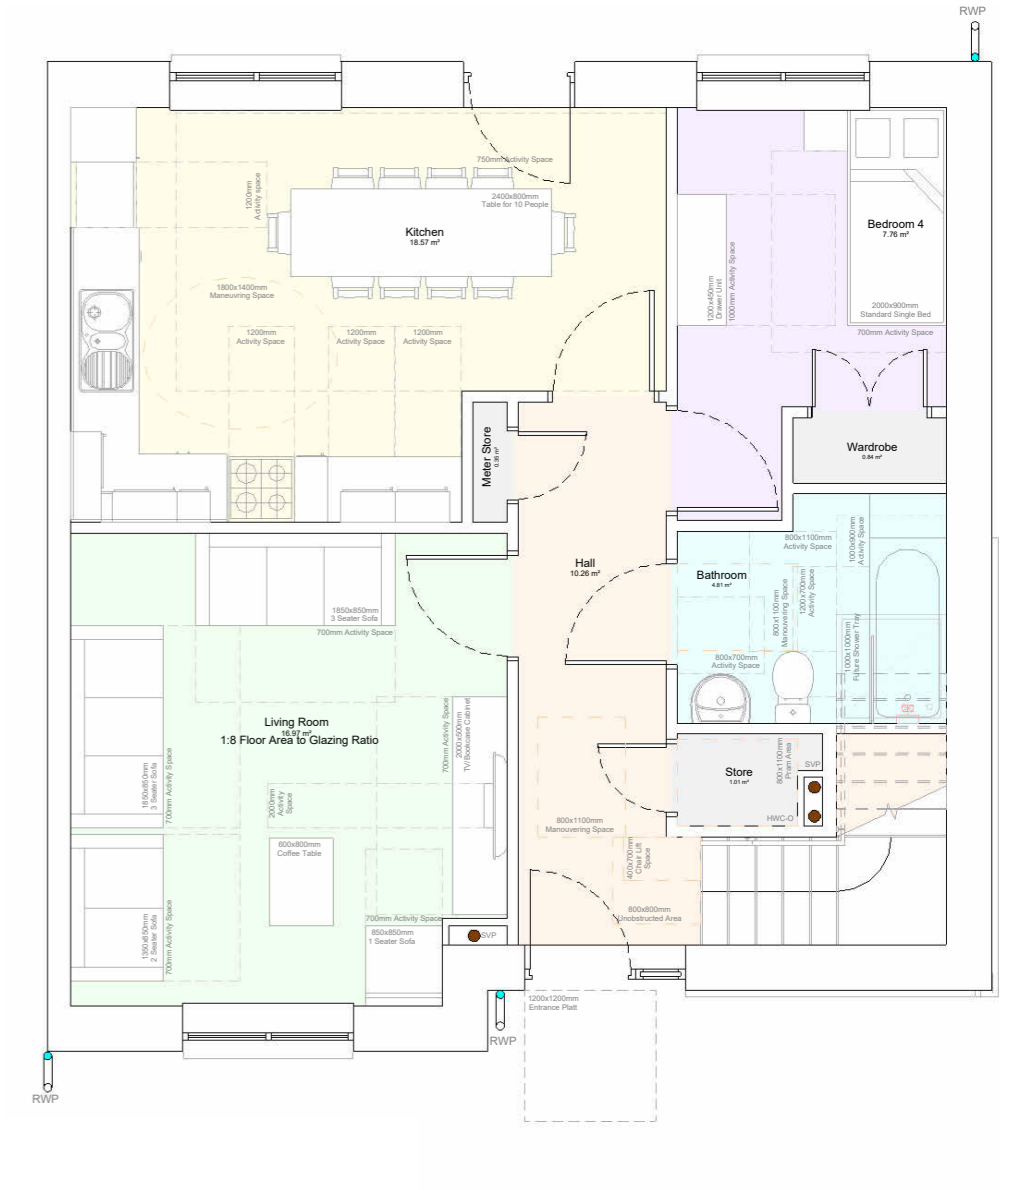 RWP
750mm Activity Space
1200mm
Activity space
2400x800mm
Table for 10 People
Kitchen
18.57 m²
1800x1400mm
Maneuvring Space
1200mm
Activity Space
1200mm
Activity Space
1200mm
Activity Space
Bedroom 4
7.76 m²
1200x450mm
Drawer Unit
1000mm Activity Space
2000x900mm
Standard Single Bed
700mm Activity Space
Meter Store
0.36 m²
Wardrobe
0.84 m²
Hall
10.26 m²
Bathroom
4.81 m²
800x1100mm
Activity Space
1000x900mm
Activity Space
800x1100mm
Manouvering Space
1200x700mm
Activity Space
1000x1000mm
Future Shower Tray
800x700mm
Activity Space
1850x850mm
3 Seater Sofa
700mm Activity Space
Living Room
16.97 m²
1:8 Floor Area to Glazing Ratio
1850x850mm
3 Seater Sofa
700mm Activity Space
700mm Activity Space
2000x500mm
TV/Bookcase Cabinet
2000mm
Activity
Space
600x800mm
Coffee Table
Store
1.01 m²
800x1100mm
Pram Area
SVP
HWC-O
800x1100mm
Manouvering Space
400x700mm
Chair Lift
Space
800x800mm
Unobstructed Area
1350x850mm
2 Seater Sofa
700mm Activity Space
700mm Activity Space
850x850mm
1 Seater Sofa
SVP
1200x1200mm
Entrance Platt
RWP
RWP